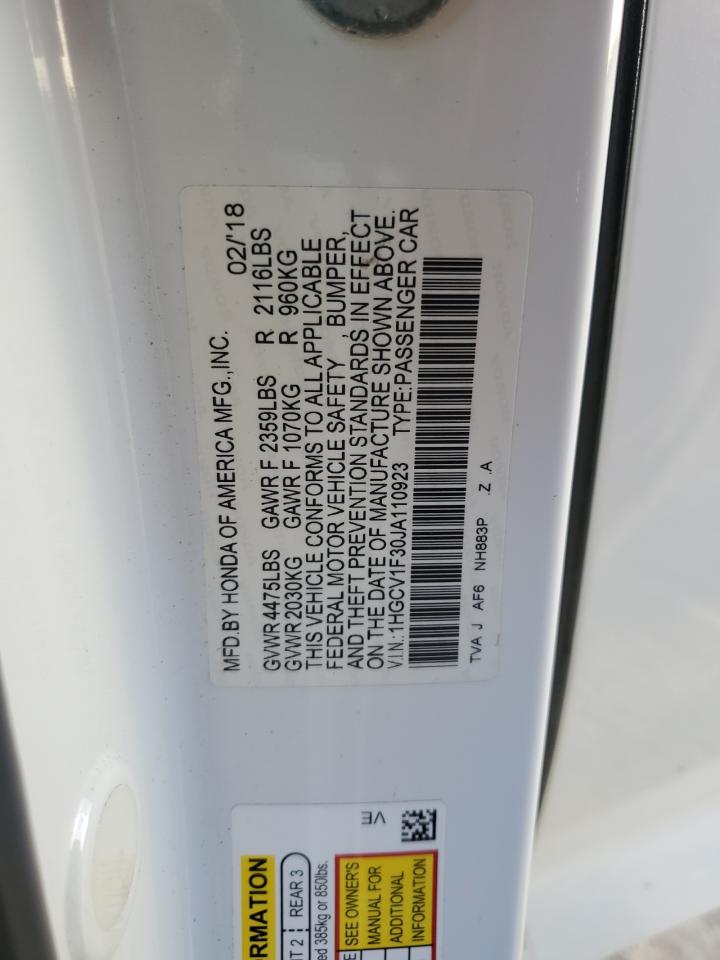 MFD.BY HONDA OF AMERICA MFG.,INC. 02/'18
GVWR 4475LBS GAWR F 2359LBS R 2116LBS
GVWR 2030KG GAWR F 1070KG R 960KG
THIS VEHICLE CONFORMS TO ALL APPLICABLE
FEDERAL MOTOR VEHICLE SAFETY , BUMPER,
AND THEFT PREVENTION STANDARDS IN EFFECT
ON THE DATE OF MANUFACTURE SHOWN ABOVE.
V.I.N.:1HGCV1F30JA110923 TYPE:PASSENGER CAR
TVA J AF6 NH883P .Z .A
VE
REAR 3
385kg or 850lbs.
SEE OWNER'S
MANUAL FOR
ADDITIONAL
INFORMATION